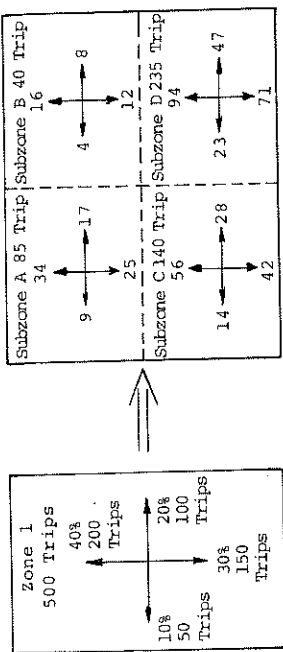 Zone 1
500 Trips
40%
200
Trips
10%
50
Trips
20%
100
Trips
30%
150
Trips
Subzone A 85 Trip
34
9
17
25
Subzone B 40 Trip
16
4
8
12
Subzone C 140 Trip
56
14
28
42
Subzone D 235 Trip
94
23
47
71